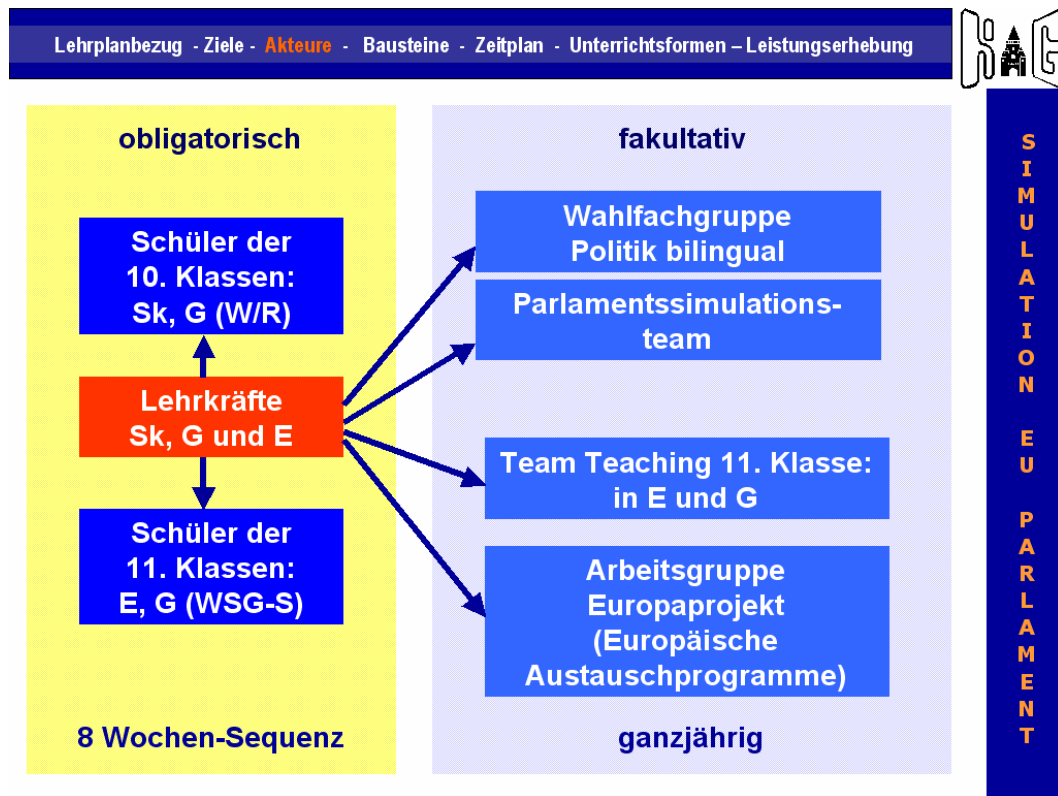 Lehrplanbezug - Ziele - Akteure - Bausteine - Zeitplan - Unterrichtsformen – Leistungserhebung
obligatorisch
Schüler der
10. Klassen:
Sk, G (W/R)
Lehrkräfte
Sk, G und E
Schüler der
11. Klassen:
E, G (WSG-S)
8 Wochen-Sequenz
fakultativ
Wahlfachgruppe
Politik bilingual
Parlamentssimulations-
team
Team Teaching 11. Klasse:
in E und G
Arbeitsgruppe
Europaprojekt
(Europäische
Austauschprogramme)
ganzjährig
SIMULATION EU PARLAMENT